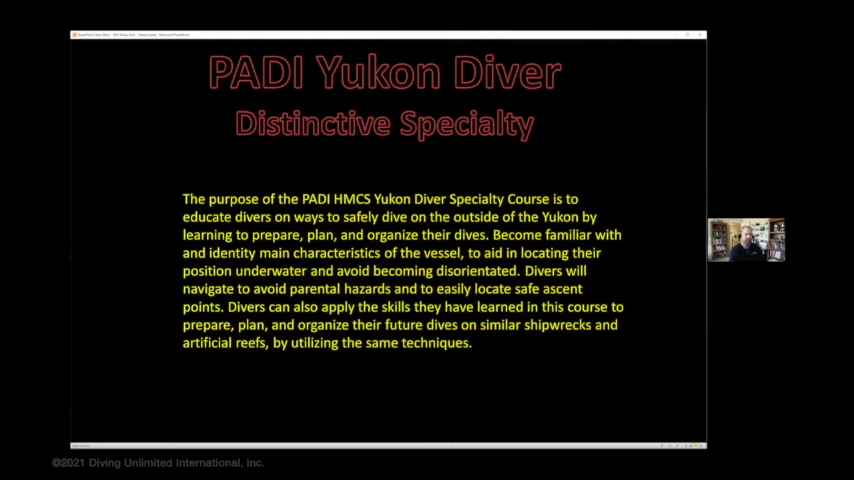 PADI Yukon Diver
Distinctive Specialty
The purpose of the PADI HMCS Yukon Diver Specialty Course is to
educate divers on ways to safely dive on the outside of the Yukon by
learning to prepare, plan, and organize their dives. Become familiar with
and identity main characteristics of the vessel, to aid in locating their
position underwater and avoid becoming disorientated. Divers will
navigate to avoid parental hazards and to easily locate safe ascent
points. Divers can also apply the skills they have learned in this course to
prepare, plan, and organize their future dives on similar shipwrecks and
artificial reefs, by utilizing the same techniques.
©2021 Diving Unlimited International, Inc.